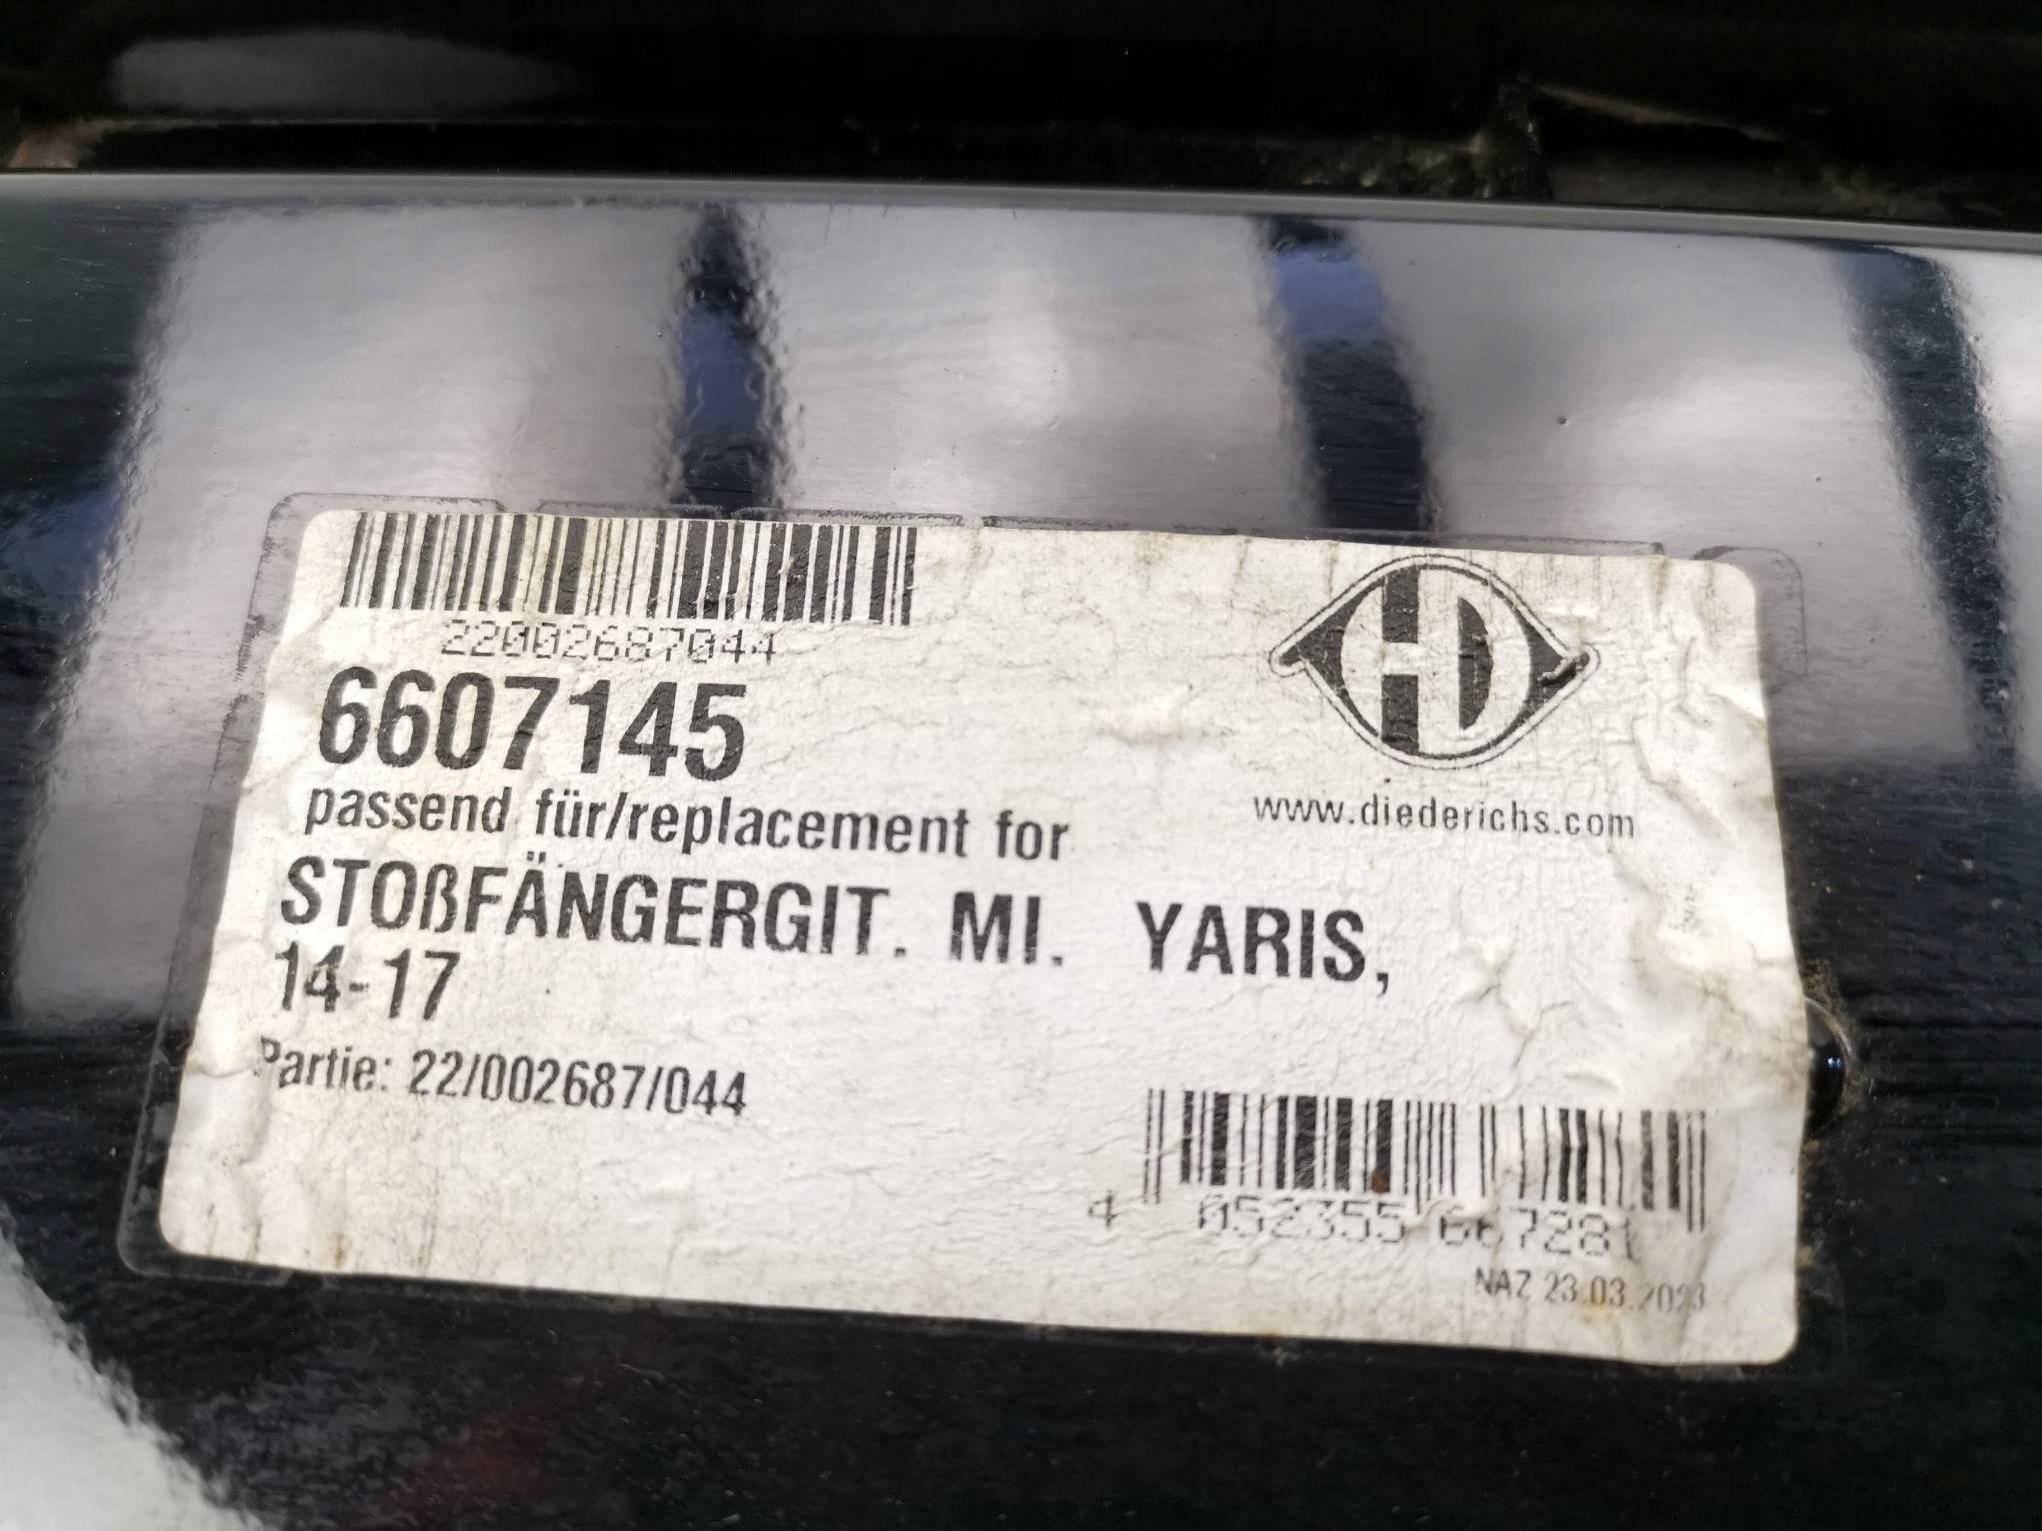 22002687044
6607145
passend für/replacement for
STOßFÄNGERGIT. MI. YARIS,
14-17
Partie: 22/002687/044
HD
www.diederichs.com
4 052355 667281
NAZ 23.03.2023